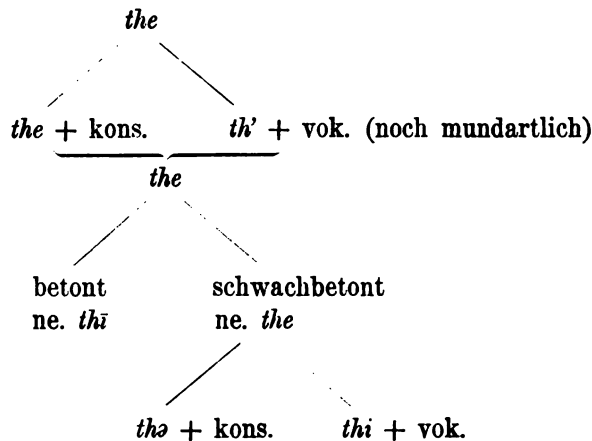 the
the + kons. th’ + vok. (noch mundartlich)
the
betont schwachbetont
ne. thī ne. the
thə + kons. thi + vok.